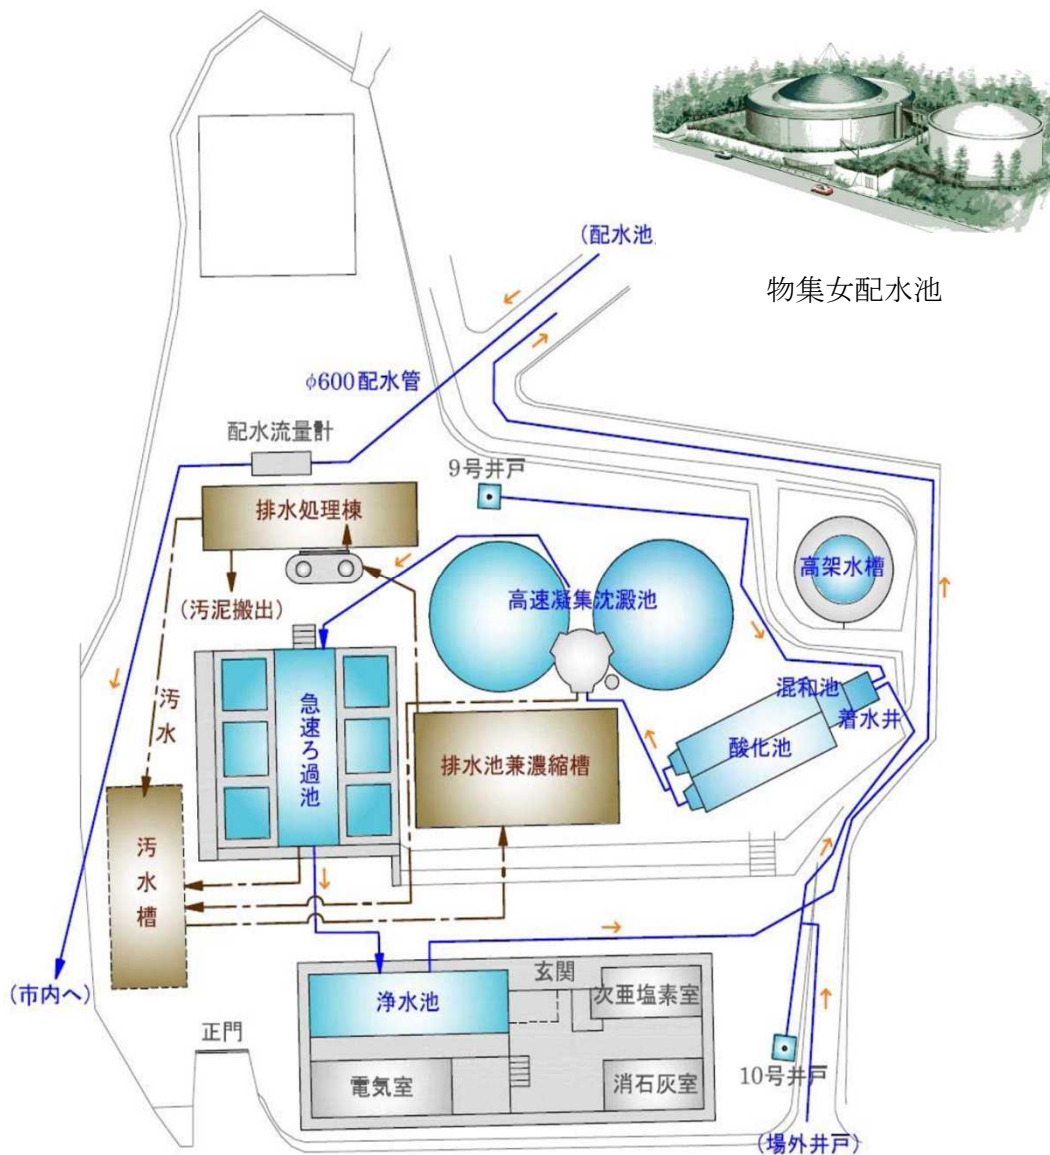 (配水池
物集女配水池
φ600配水管
配水流量計
9号井戸
排水処理棟
高架水槽
(汚泥搬出)
高速凝集沈澱池
混和池
着水井
汚水
急速ろ過池
酸化池
排水池兼濃縮槽
汚水槽
玄関
(市内へ)
浄水池
次亜塩素室
正門
電気室
消石灰室
10号井戸
(場外井戸)